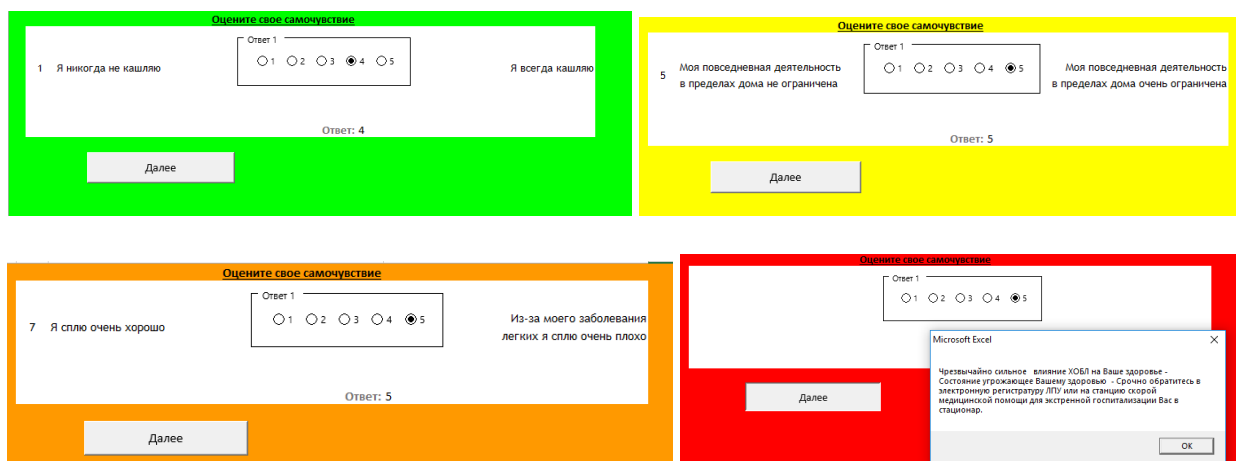 Оцените свое самочувствие
Ответ 1
1 Я никогда не кашляю 1 2 3 4 5 Я всегда кашляю
Ответ: 4
Далее
Оцените свое самочувствие
Ответ 1
Моя повседневная деятельность 1 2 3 4 5 Моя повседневная деятельность
5
в пределах дома не ограничена в пределах дома очень ограничена
Ответ: 5
Далее
Оцените свое самочувствие
Ответ 1
1 2 3 4 5 Из-за моего заболевания
7 Я сплю очень хорошо
легких я сплю очень плохо
Ответ: 5
Далее
Оцените свое самочувствие
Ответ 1
1 2 3 4 5
Далее
Microsoft Excel
Чрезвычайно сильное влияние ХОБЛ на Ваше здоровье -
Состояние угрожающее Вашему здоровью - Срочно обратитесь в
электронную регистратуру ЛПУ или на станцию скорой
медицинской помощи для экстренной госпитализации Вас в
стационар.
OK